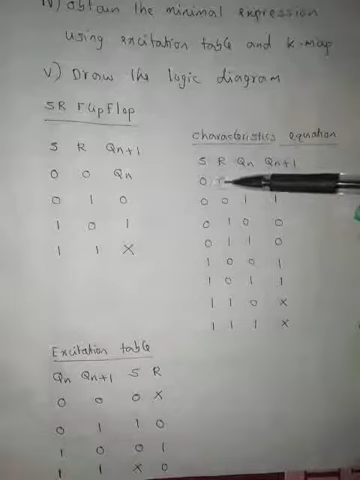 iv) obtain the minimal expression
using excitation table and k-map
v) Draw the logic diagram
SR FlipFlop
S R Qn+1
0 0 Qn
0 1 0
1 0 1
1 1 X
characteristics equation
S R Qn Qn+1
0
0 0 1 1
0 1 0 0
0 1 1 0
1 0 0 1
1 0 1 1
1 1 0 X
1 1 1 X
Excitation table
Qn Qn+1 S R
0 0 0 X
0 1 1 0
1 0 0 1
1 1 X 0